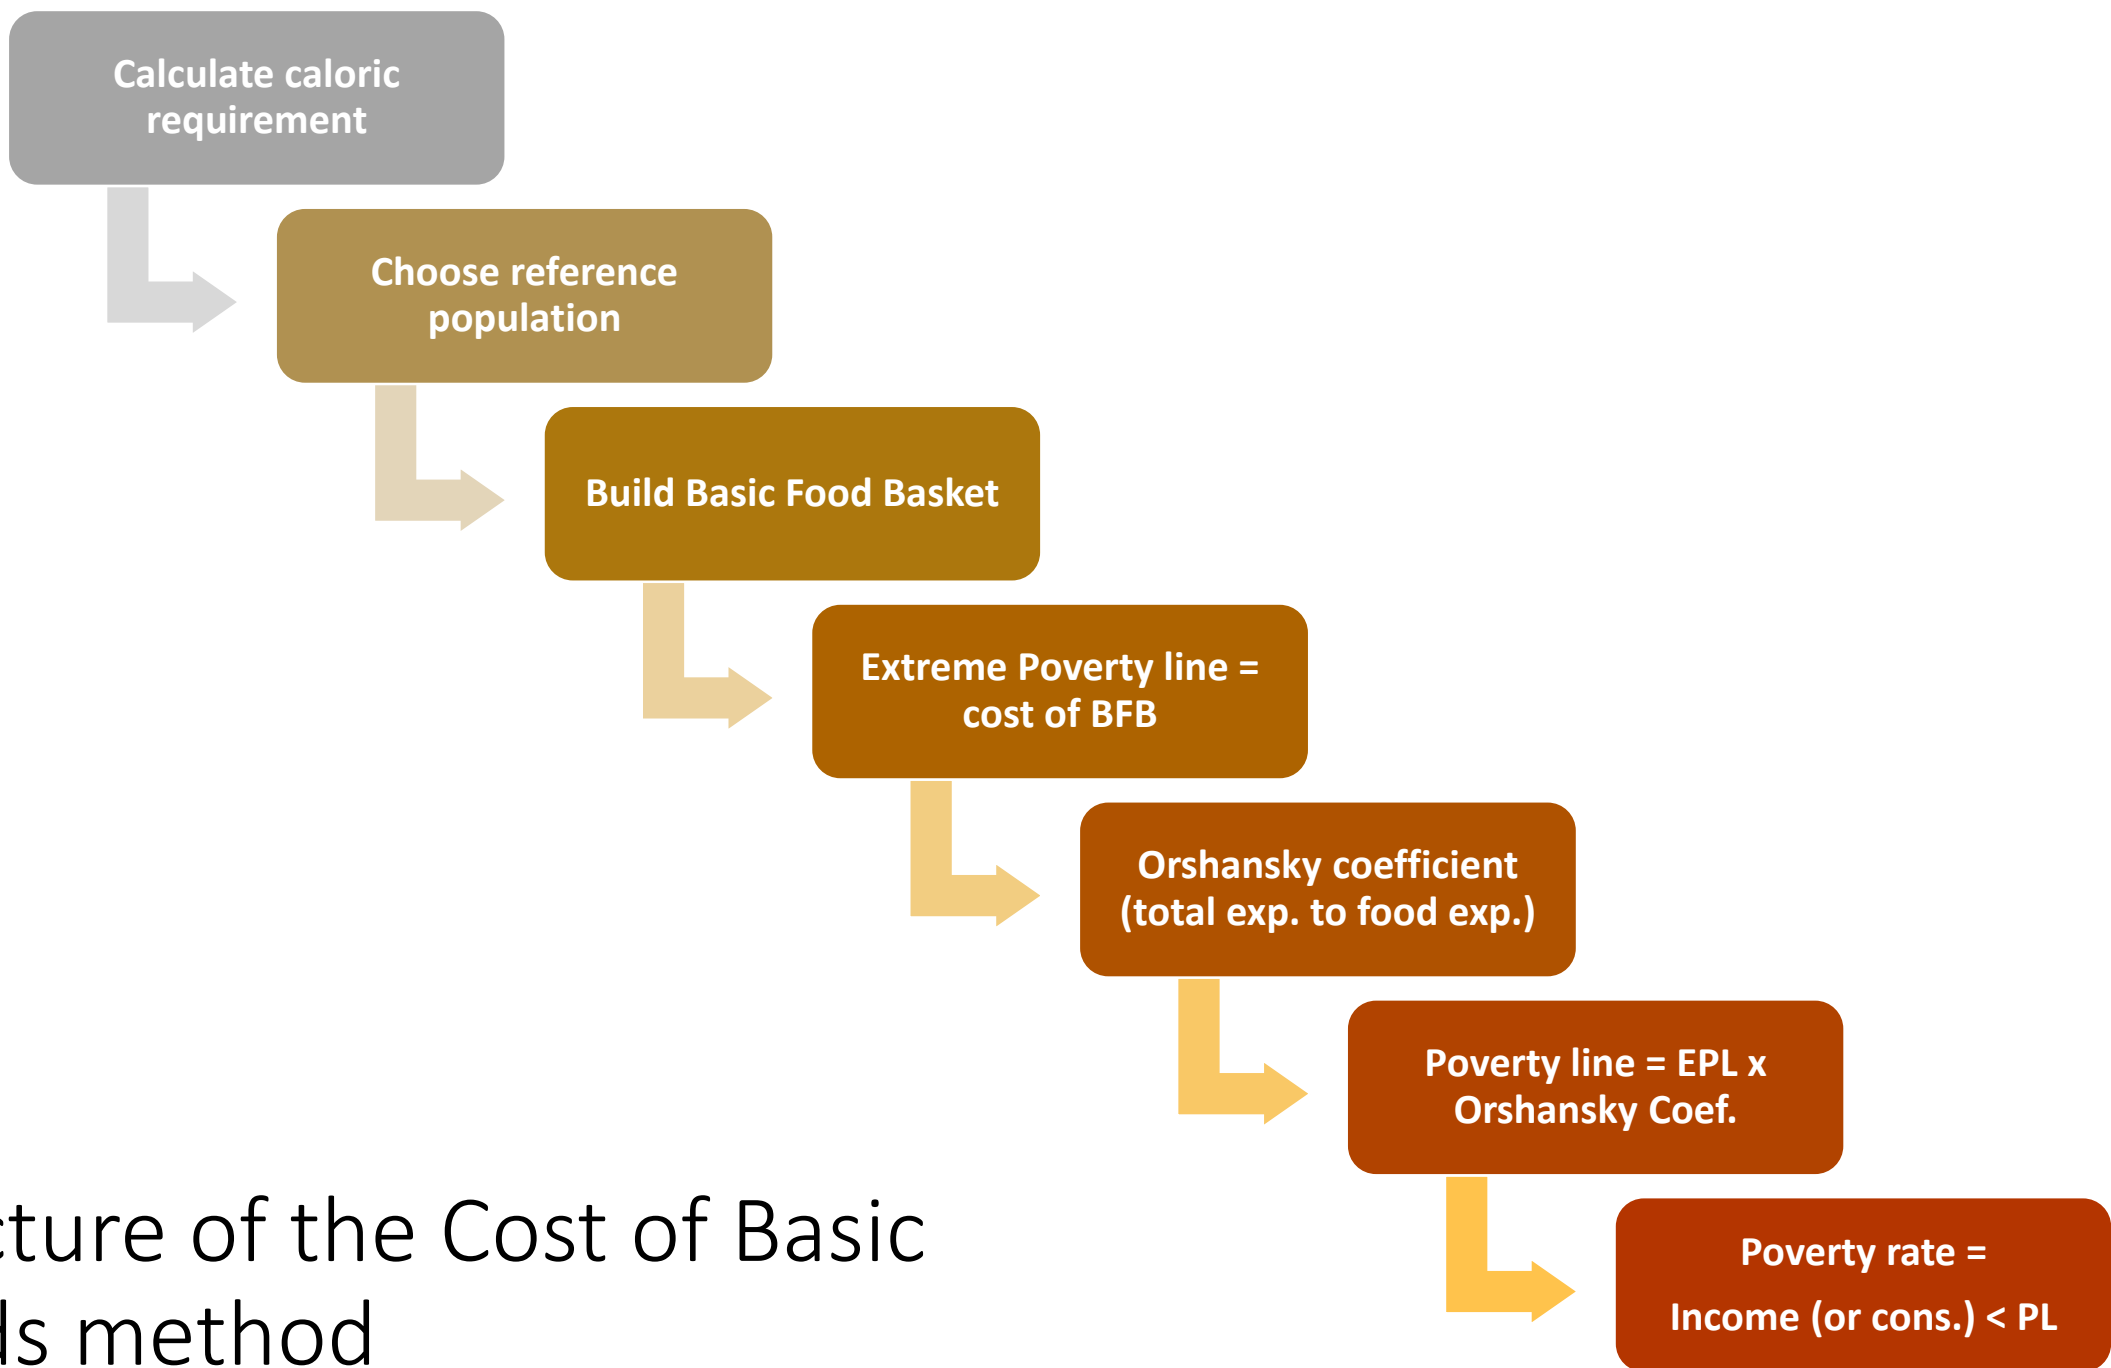 Calculate caloric
requirement
Choose reference
population
Build Basic Food Basket
Extreme Poverty line =
cost of BFB
Orshansky coefficient
(total exp. to food exp.)
Poverty line = EPL x
Orshansky Coef.
Poverty rate =
Income (or cons.) < PL
of the Cost of Basic
method